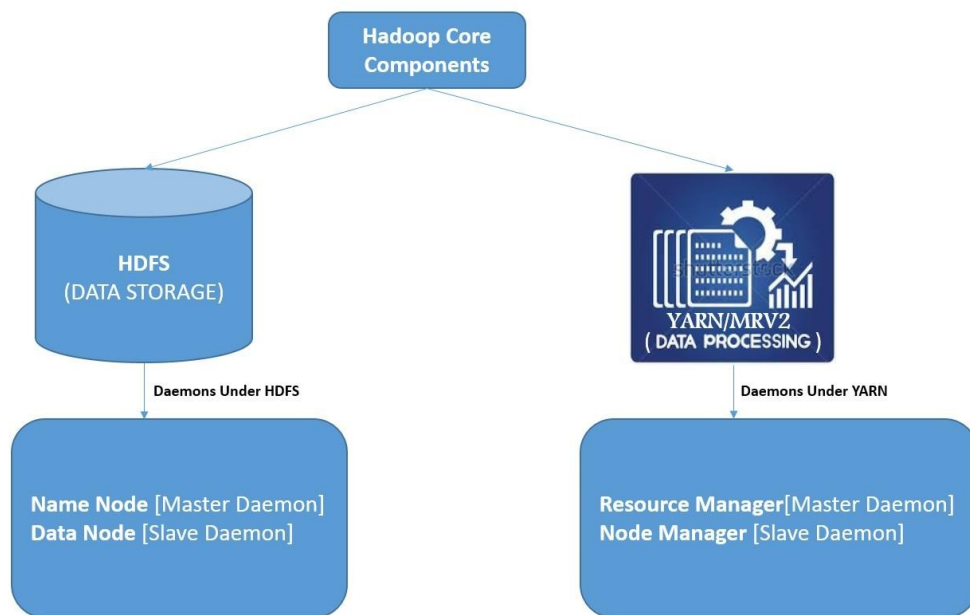 Hadoop Core
Components
HDFS
(DATA STORAGE)
shutterstock
YARN/MRV2
( DATA PROCESSING )
Daemons Under HDFS
Daemons Under YARN
Name Node [Master Daemon]
Data Node [Slave Daemon]
Resource Manager[Master Daemon]
Node Manager [Slave Daemon]